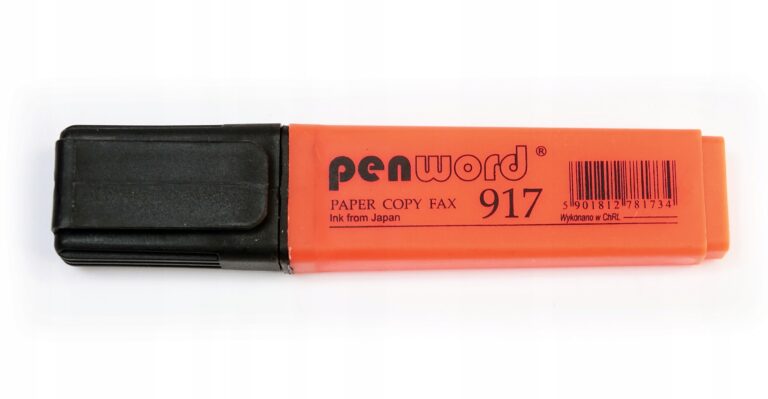 penword ®
PAPER COPY FAX 917
Ink from Japan
5 901812 781734
Wykonano w ChRL